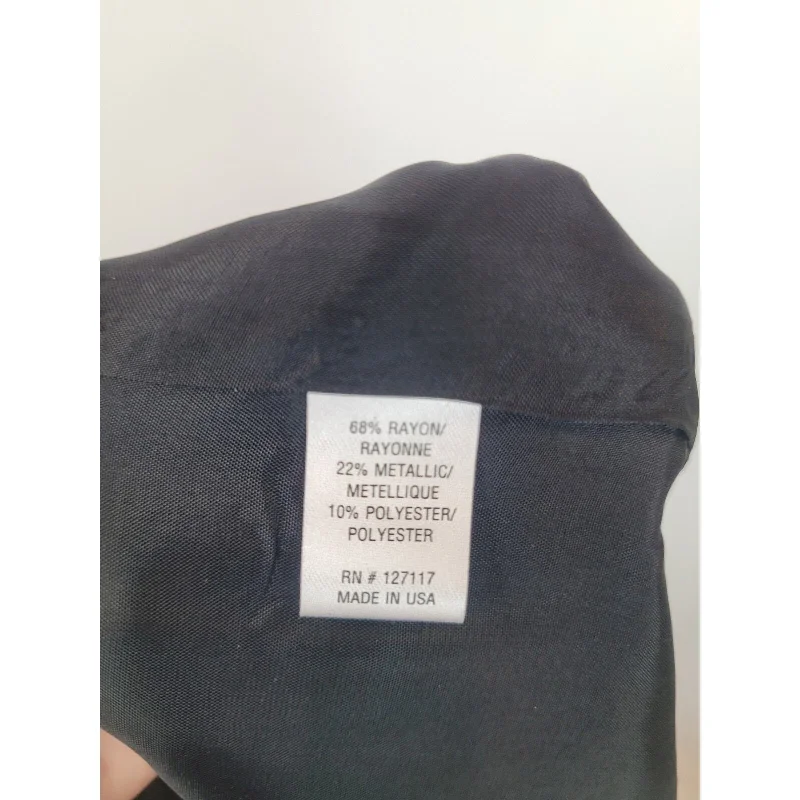 68% RAYON/
RAYONNE
22% METALLIC/
METELLIQUE
10% POLYESTER/
POLYESTER
RN # 127117
MADE IN USA